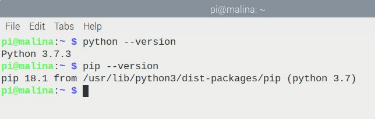 pi@malina: ~
File Edit Tabs Help
pi@malina:~ $ python --version
Python 3.7.3
pi@malina:~ $ pip --version
pip 18.1 from /usr/lib/python3/dist-packages/pip (python 3.7)
pi@malina:~ $